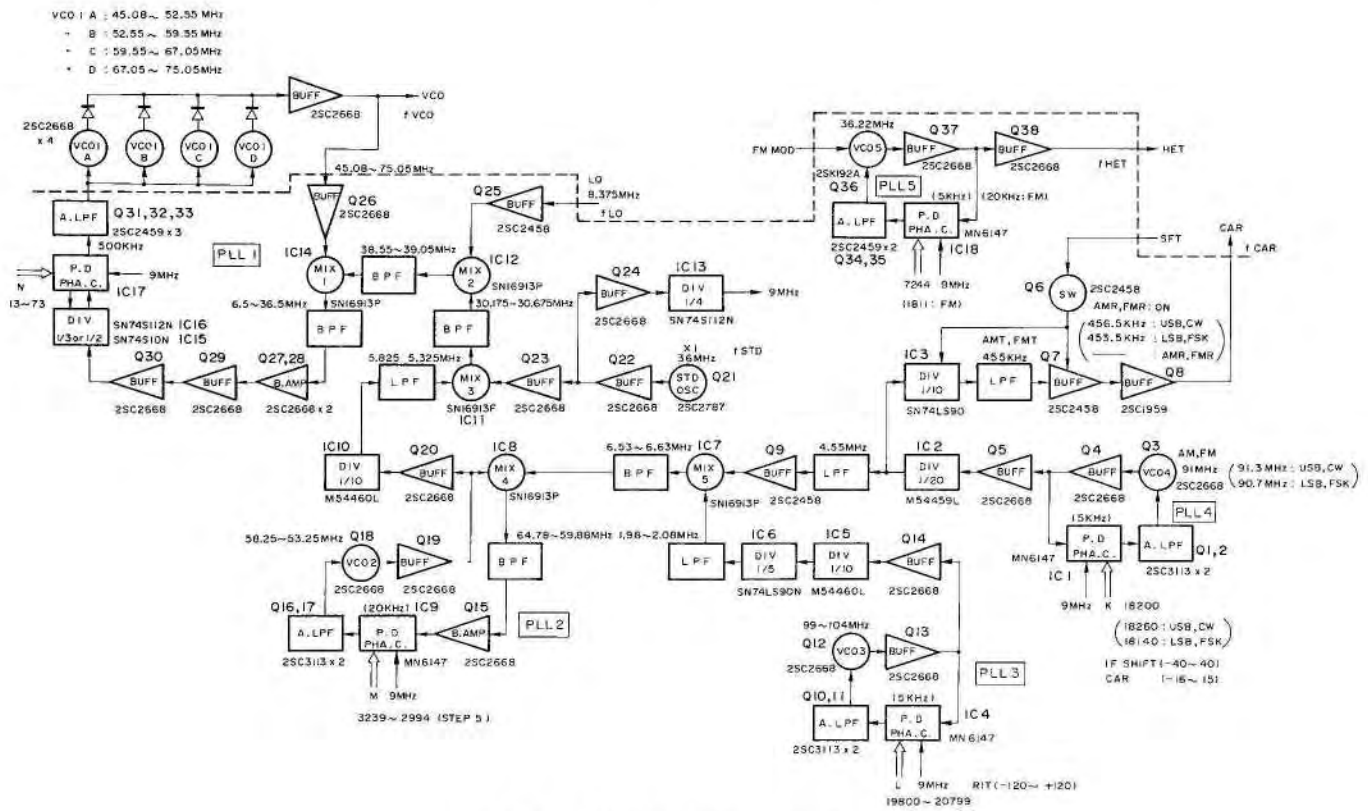 VCO1 A : 45.08~ 52.55 MHz
" B : 52.55~ 59.55 MHz
" C : 59.55~ 67.05MHz
" D : 67.05~ 75.05MHz
BUFF
2SC2668
VCO
f VCO
2SC2668
x 4
VCO1
A
VCO1
B
VCO1
C
VCO1
D
45.08~75.05MHz
A.LPF
Q31,32,33
2SC2459 x 3
500KHz
P.D
PHA.C.
IC17
9MHz
N
13~73
DIV
1/3 or 1/2
SN74S112N IC16
SN74S10N IC15
PLL 1
BUFF
Q26
2SC2668
IC14
MIX
1
SN16913P
6.5~36.5MHz
38.55~39.05MHz
BPF
BPF
Q25
BUFF
2SC2458
LO
8.375MHz
f LO
IC12
MIX
2
SN16913P
30.175~30.675MHz
BPF
Q30
BUFF
2SC2668
Q29
BUFF
2SC2668
Q27,28
B.AMP
2SC2668 x 2
5.825 5.325MHz
LPF
MIX
3
SN16913P
IC11
Q23
BUFF
2SC2668
Q24
BUFF
2SC2668
IC13
DIV
1/4
SN74S112N
9MHz
Q22
BUFF
2SC2668
X1
36MHz
f STD
STD
OSC
Q21
2SC2787
FM MOD
36.22MHz
VCO5
2SK192A
Q36
Q37
BUFF
2SC2668
Q38
BUFF
2SC2668
HET
f HET
PLL5
(5KHz) (20KHz:FM)
A.LPF
2SC2459 x2
Q34,35
P.D
PHA.C.
MN6147
IC18
7244 9MHz
(1811: FM)
SFT
CAR
f CAR
Q6
SW
2SC2458
AMR,FMR: ON
(456.5KHz : USB,CW
453.5KHz : LSB,FSK
: AMR,FMR)
AMT, FMT
455KHz
IC3
DIV
1/10
SN74LS90
LPF
Q7
BUFF
2SC2458
Q8
BUFF
2SC1959
IC10
DIV
1/10
M54460L
Q20
BUFF
2SC2668
IC8
MIX
4
SN16913P
6.53~6.63MHz
BPF
IC7
MIX
5
SN16913P
Q9
BUFF
2SC2458
4.55MHz
LPF
IC2
DIV
1/20
M54459L
Q5
BUFF
2SC2668
Q4
BUFF
2SC2668
Q3
VCO4
AM,FM
91MHz
2SC2668
(91.3MHz : USB,CW
90.7MHz : LSB,FSK)
PLL4
(5KHz)
MN6147
P.D
PHA.C.
IC1
A.LPF
Q1,2
2SC3113 x 2
9MHz K 18200
(18260 : USB,CW
18140 : LSB,FSK)
IF SHIFT(-40~40)
CAR (-16~15)
58.25~53.25MHz
Q18
VCO2
2SC2668
Q19
BUFF
2SC2668
64.78~59.88MHz
BPF
1.98~2.08MHz
LPF
IC6
DIV
1/5
SN74LS90N
IC5
DIV
1/10
M54460L
Q14
BUFF
2SC2668
Q16,17
A.LPF
2SC3113 x 2
(20KHz)
IC9
P.D
PHA.C.
MN6147
Q15
B.AMP
2SC2668
PLL2
M 9MHz
3239~2994 (STEP 5)
99~104MHz
Q12
VCO3
2SC2668
Q13
BUFF
2SC2668
PLL3
Q10,11
A.LPF
2SC3113 x 2
(5KHz)
P.D
PHA.C.
IC4
MN6147
L 9MHz RIT(-120~ +120)
19800~20799